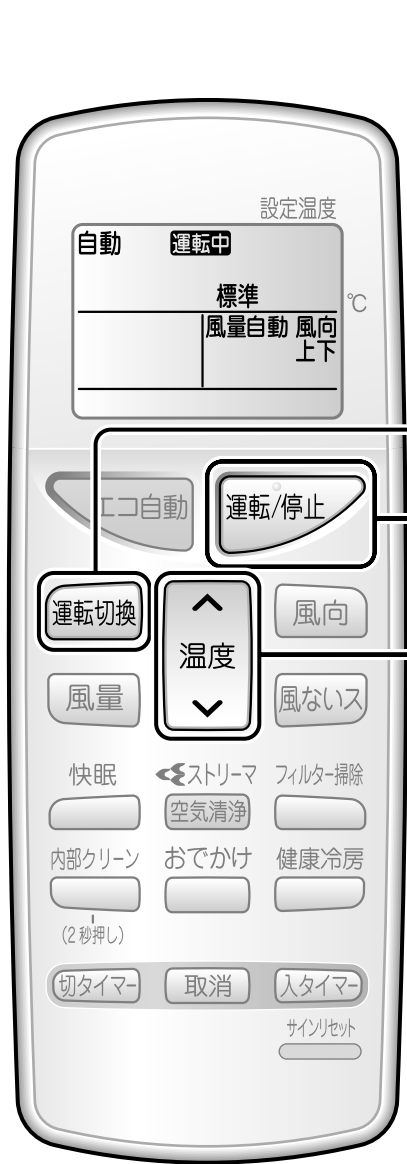 設定温度
自動 運転中
標準
℃
風量自動 風向
上下
エコ自動
運転/停止
運転切換
温度
風向
風量
風ないス
快眠
ストリーマ
空気清浄
フィルター掃除
内部クリーン
(2秒押し)
おでかけ
健康冷房
切タイマー
取消
入タイマー
サインリセット